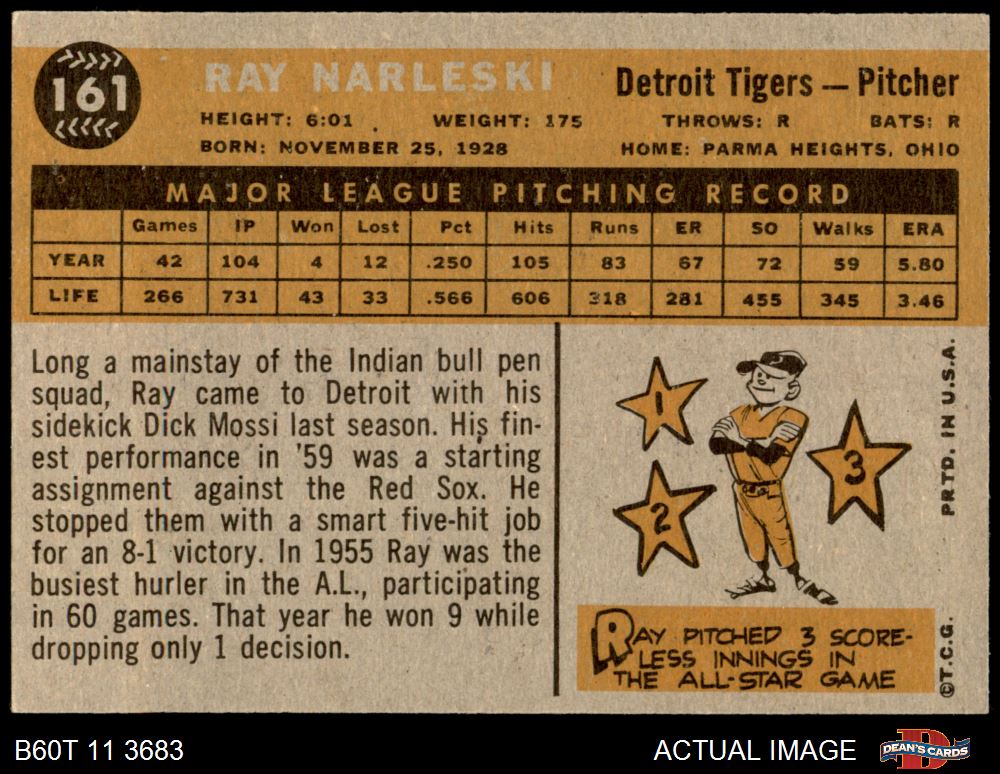 161
RAY NARLESKI
Detroit Tigers — Pitcher
HEIGHT: 6:01 WEIGHT: 175 THROWS: R BATS: R
BORN: NOVEMBER 25, 1928 HOME: PARMA HEIGHTS, OHIO
MAJOR LEAGUE PITCHING RECORD
Games IP Won Lost Pct Hits Runs ER SO Walks ERA
YEAR 42 104 4 12 .250 105 83 67 72 59 5.80
LIFE 266 731 43 33 .566 606 318 281 455 345 3.46
Long a mainstay of the Indian bull pen
squad, Ray came to Detroit with his
sidekick Dick Mossi last season. His fin-
est performance in '59 was a starting
assignment against the Red Sox. He
stopped them with a smart five-hit job
for an 8-1 victory. In 1955 Ray was the
busiest hurler in the A.L., participating
in 60 games. That year he won 9 while
dropping only 1 decision.
1
2
3
RAY PITCHED 3 SCORE-
LESS INNINGS IN
THE ALL-STAR GAME
©T.C.G. PRTD. IN U.S.A.
B60T 11 3683
ACTUAL IMAGE
DEAN'S CARDS